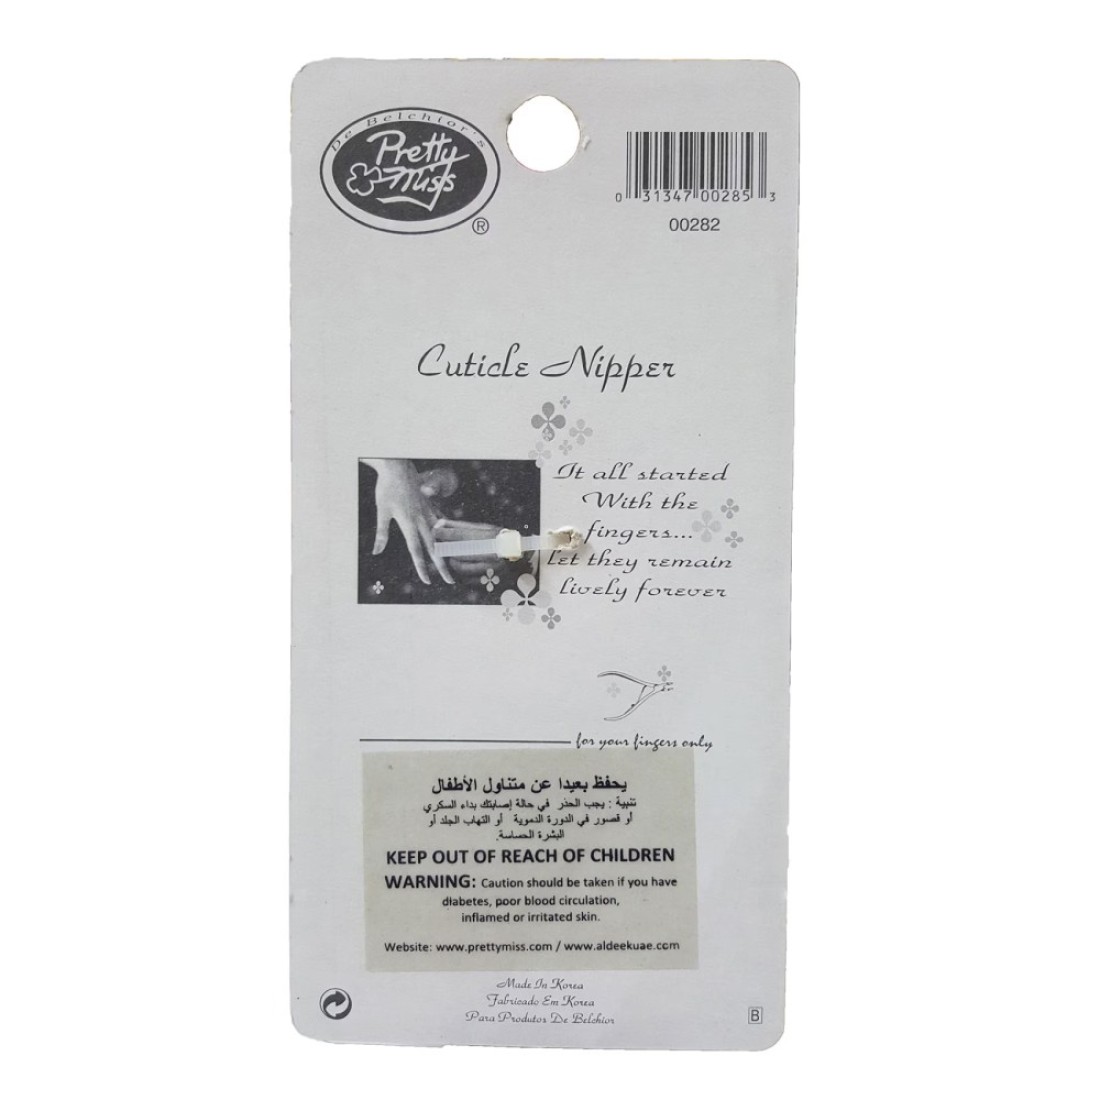 De Belchior's
Pretty
Miss
®
0 31347 00285 3
00282
Cuticle Nipper
It all started
With the
fingers...
let they remain
lively forever
for your fingers only
يحفظ بعيدا عن متناول الأطفال
تنبية : يجب الحذر في حالة إصابتك بداء السكري
أو قصور في الدورة الدموية أو التهاب الجلد أو
البشرة الحساسة.
KEEP OUT OF REACH OF CHILDREN
WARNING: Caution should be taken if you have
diabetes, poor blood circulation,
inflamed or irritated skin.
Website: www.prettymiss.com / www.aldeekuae.com
Made In Korea
Fabricado Em Korea
Para Produtos De Belchior
B